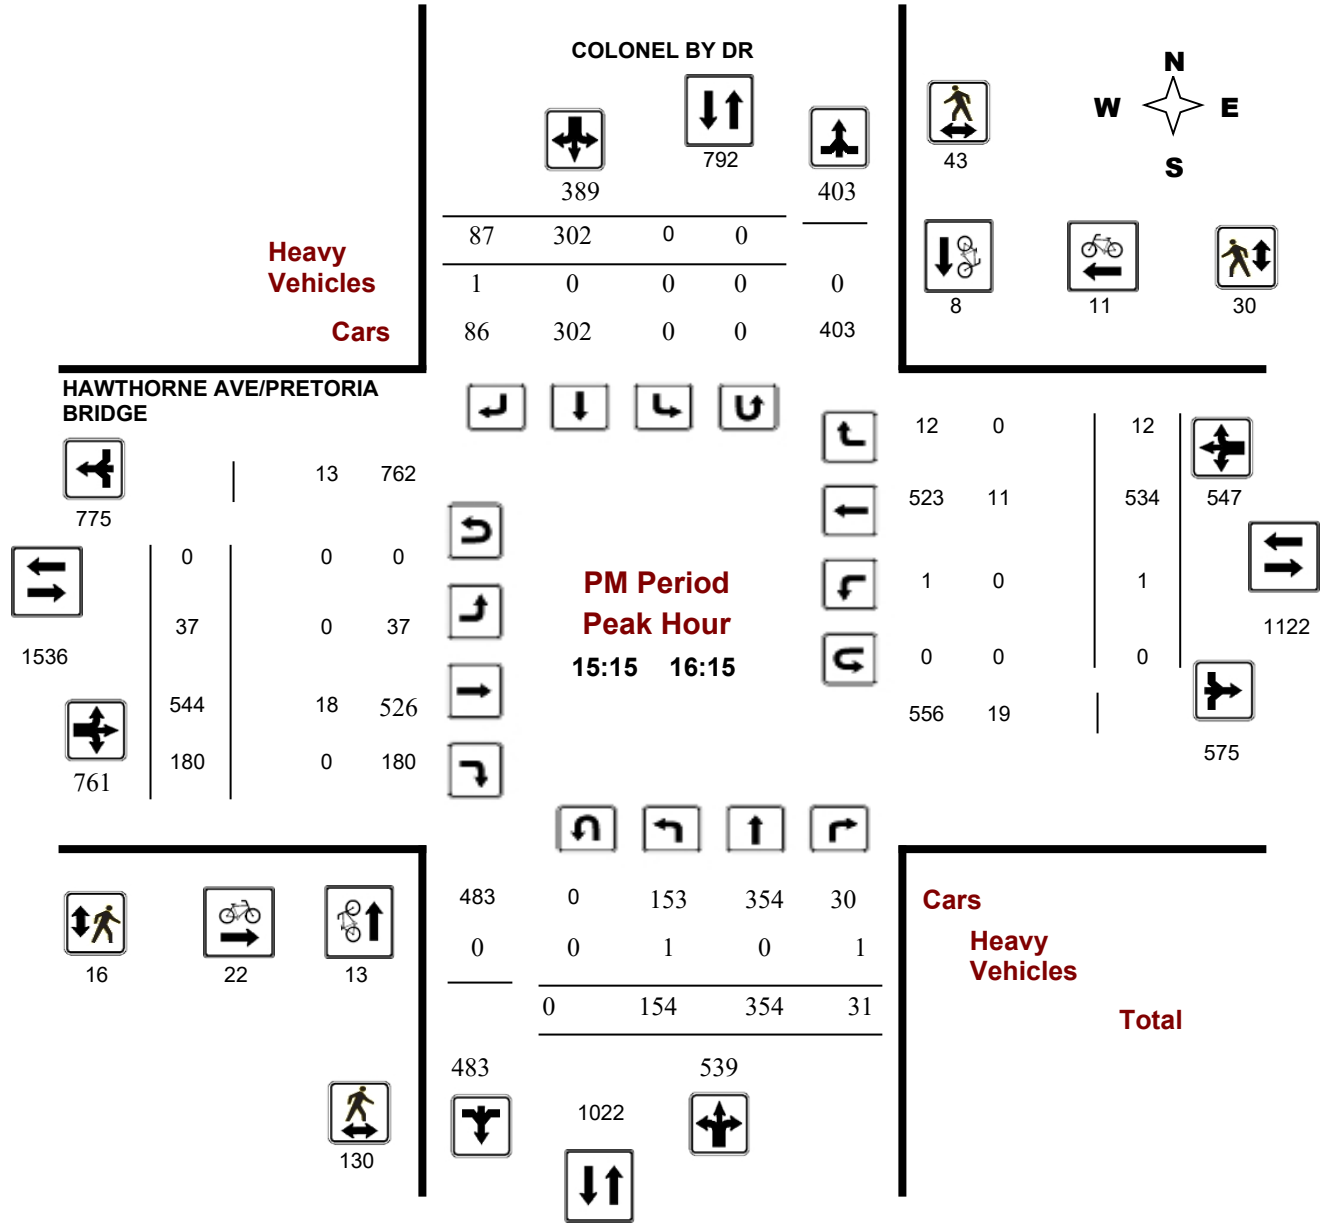 COLONEL BY DR
N
W E
S
792
43
389 403
87 302 0 0
Heavy
Vehicles
1 0 0 0 0
8 11 30
Cars
86 302 0 0 403
HAWTHORNE AVE/PRETORIA
BRIDGE
12 0 12
13 762
775
523 11 534 547
0 0 0
PM Period
Peak Hour
15:15 16:15
1 0 1
37 0 37
1122
1536
0 0 0
544 18 526
556 19
180 0 180
761
575
483 0 153 354 30
Cars
0 0 1 0 1
Heavy
Vehicles
16 22 13
0 154 354 31
Total
483 539
1022
130